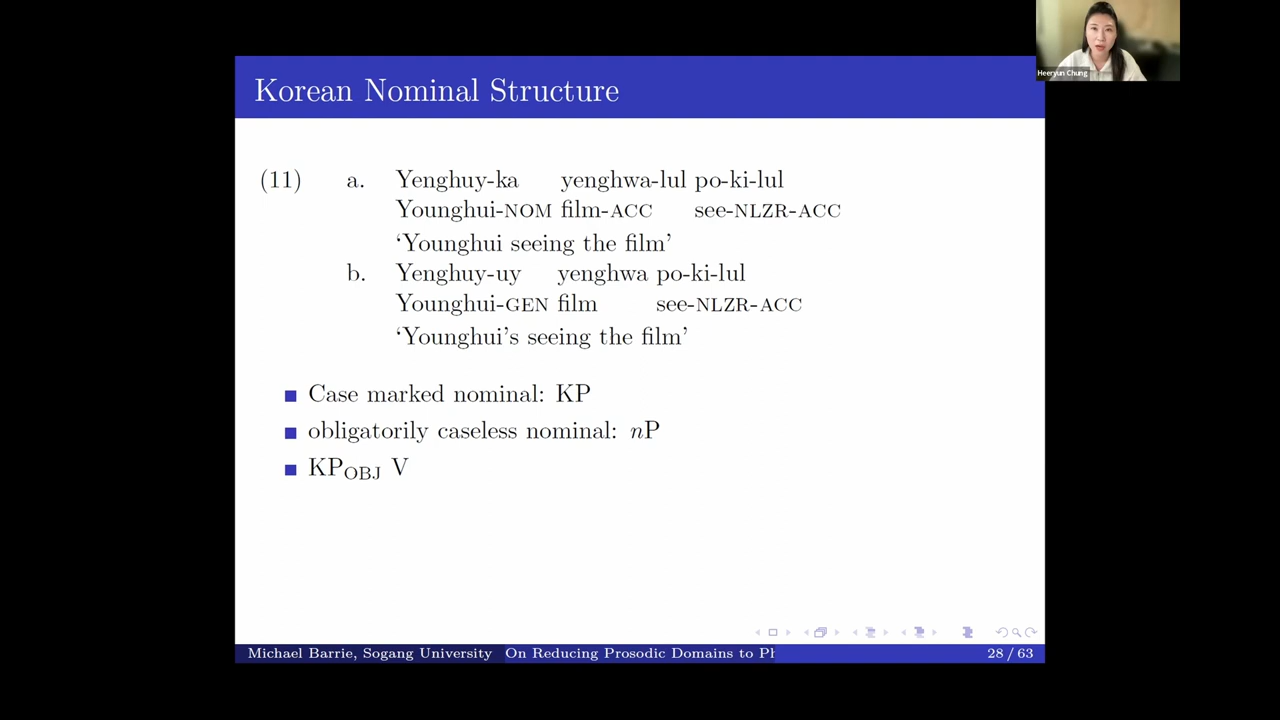 Heeryun Chung
Korean Nominal Structure
(11) a. Yenghuy-ka yenghwa-lul po-ki-lul
Younghui-NOM film-ACC see-NLZR-ACC
‘Younghui seeing the film’
b. Yenghuy-uy yenghwa po-ki-lul
Younghui-GEN film see-NLZR-ACC
‘Younghui’s seeing the film’
Case marked nominal: KP
obligatorily caseless nominal: nP
KPOBJ V
Michael Barrie, Sogang University On Reducing Prosodic Domains to Ph 28 / 63